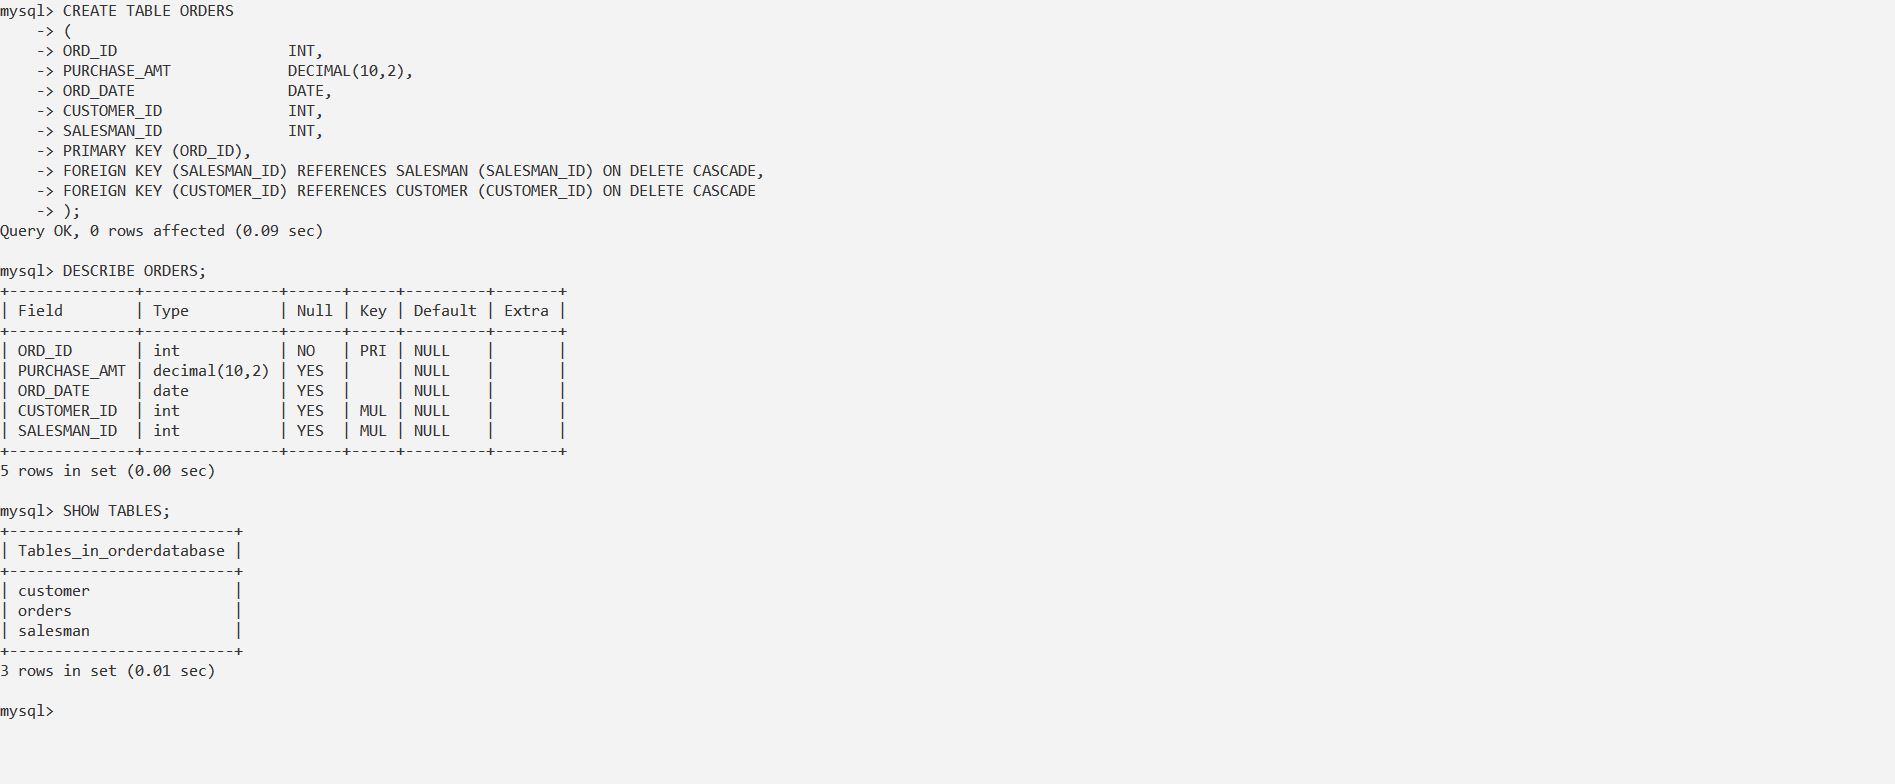 mysql> CREATE TABLE ORDERS
    -> (
    -> ORD_ID                   INT,
    -> PURCHASE_AMT             DECIMAL(10,2),
    -> ORD_DATE                 DATE,
    -> CUSTOMER_ID              INT,
    -> SALESMAN_ID              INT,
    -> PRIMARY KEY (ORD_ID),
    -> FOREIGN KEY (SALESMAN_ID) REFERENCES SALESMAN (SALESMAN_ID) ON DELETE CASCADE,
    -> FOREIGN KEY (CUSTOMER_ID) REFERENCES CUSTOMER (CUSTOMER_ID) ON DELETE CASCADE
    -> );
Query OK, 0 rows affected (0.09 sec)

mysql> DESCRIBE ORDERS;
+--------------+---------------+------+-----+---------+-------+
| Field        | Type          | Null | Key | Default | Extra |
+--------------+---------------+------+-----+---------+-------+
| ORD_ID       | int           | NO   | PRI | NULL    |       |
| PURCHASE_AMT | decimal(10,2) | YES  |     | NULL    |       |
| ORD_DATE     | date          | YES  |     | NULL    |       |
| CUSTOMER_ID  | int           | YES  | MUL | NULL    |       |
| SALESMAN_ID  | int           | YES  | MUL | NULL    |       |
+--------------+---------------+------+-----+---------+-------+
5 rows in set (0.00 sec)

mysql> SHOW TABLES;
+-------------------------+
| Tables_in_orderdatabase |
+-------------------------+
| customer                |
| orders                  |
| salesman                |
+-------------------------+
3 rows in set (0.01 sec)

mysql>